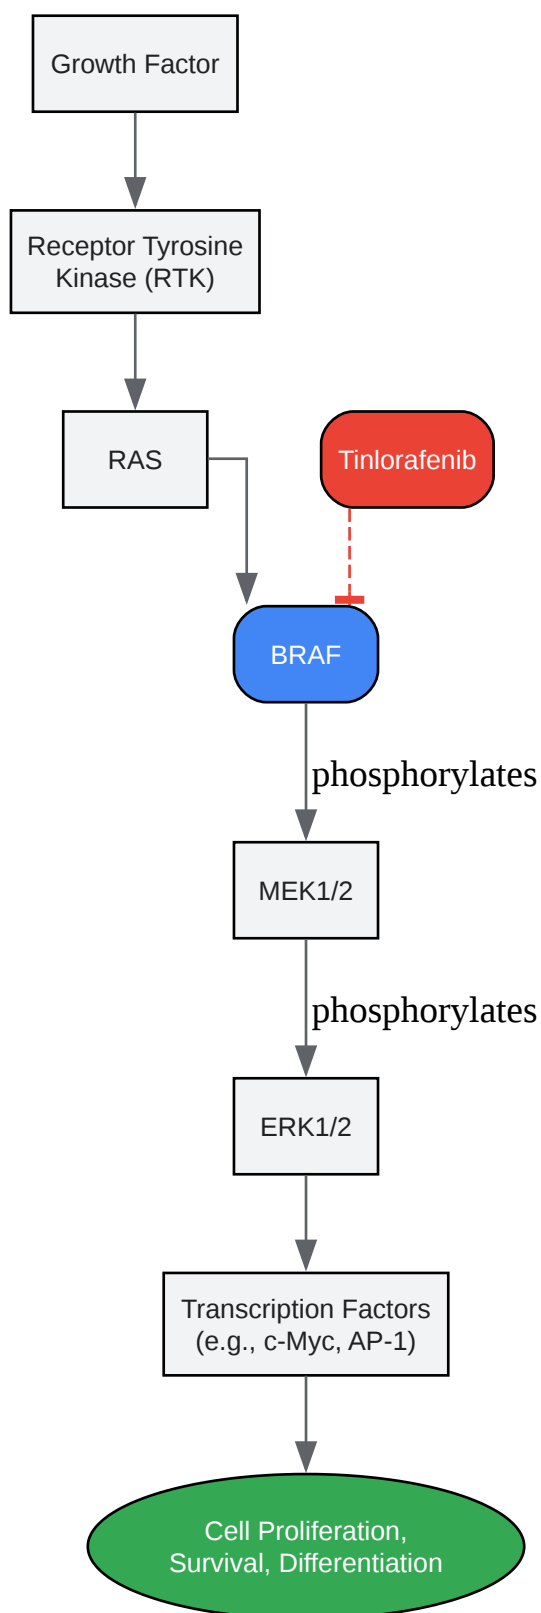 Growth Factor
Receptor Tyrosine
Kinase (RTK)
RAS
Tinlorafenib
BRAF
phosphorylates
MEK1/2
phosphorylates
ERK1/2
Transcription Factors
(e.g., c-Myc, AP-1)
Cell Proliferation,
Survival, Differentiation